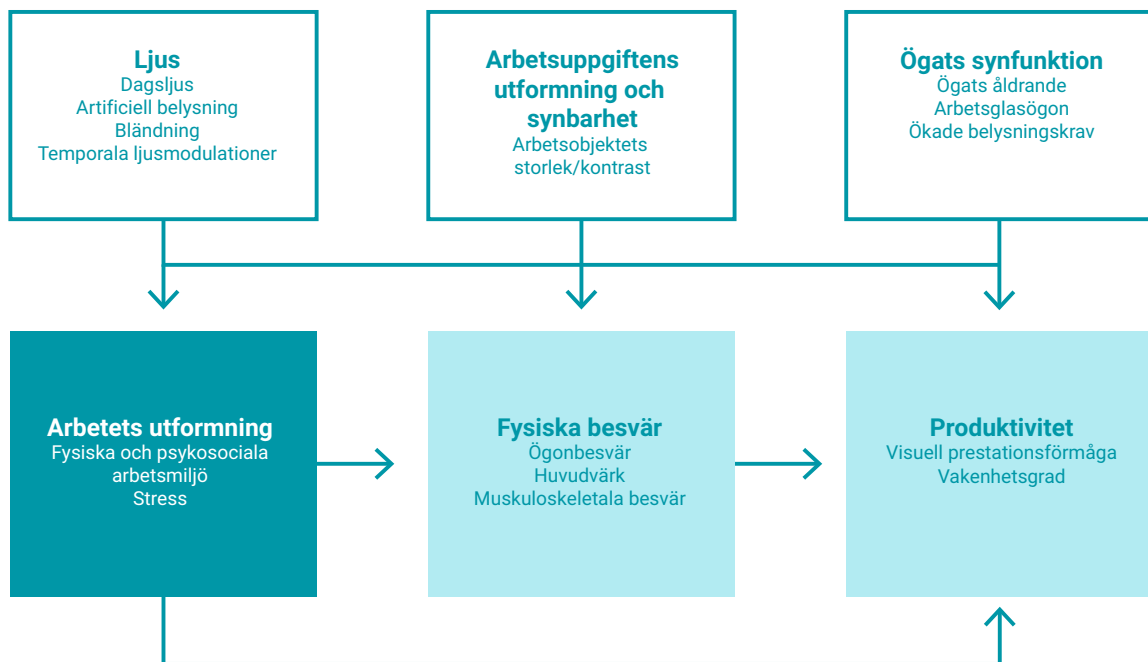 Ljus
Dagsljus
Artificiell belysning
Bländning
Temporala ljusmodulationer
Arbetsuppgiftens
utformning och
synbarhet
Arbetsobjektets
storlek/kontrast
Ögats synfunktion
Ögats åldrande
Arbetsglasögon
Ökade belysningskrav
Arbetets utformning
Fysiska och psykosociala
arbetsmiljö
Stress
Fysiska besvär
Ögonbesvär
Huvudvärk
Muskuloskeletala besvär
Produktivitet
Visuell prestationsförmåga
Vakenhetsgrad